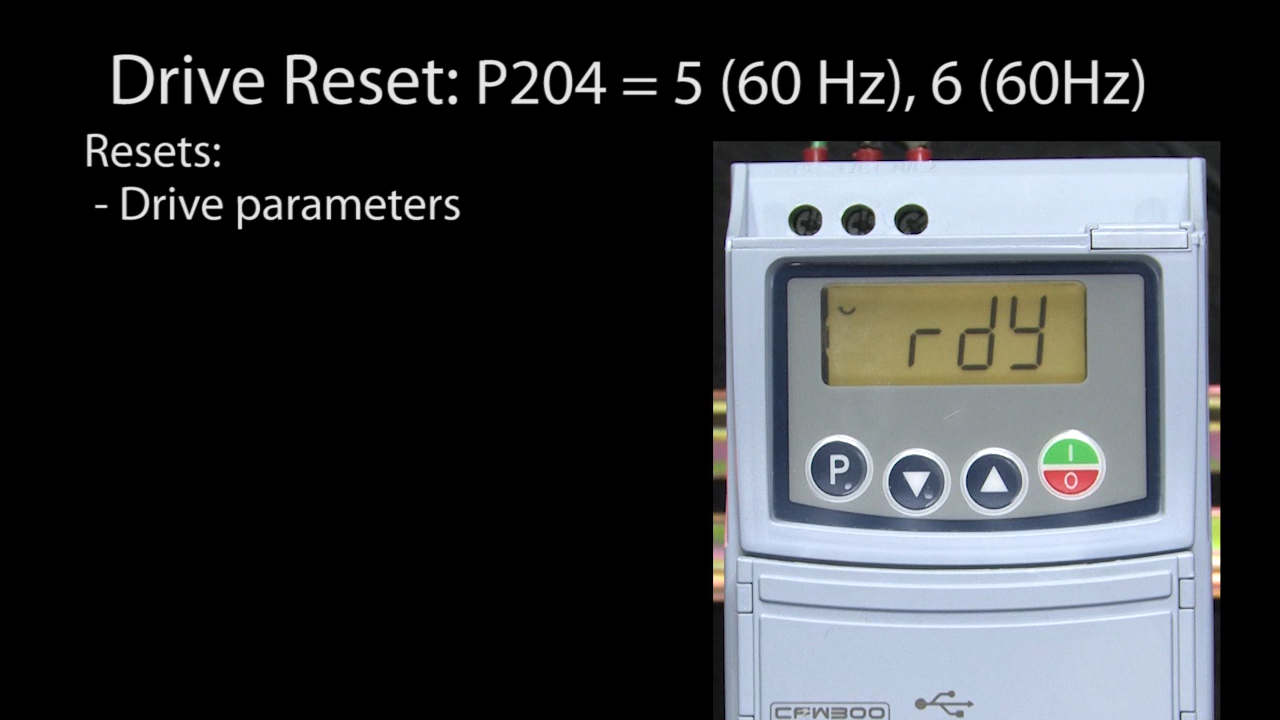 Drive Reset: P204 = 5 (60 Hz), 6 (60Hz)
Resets:
- Drive parameters
rdy
P
I
O
CFW300